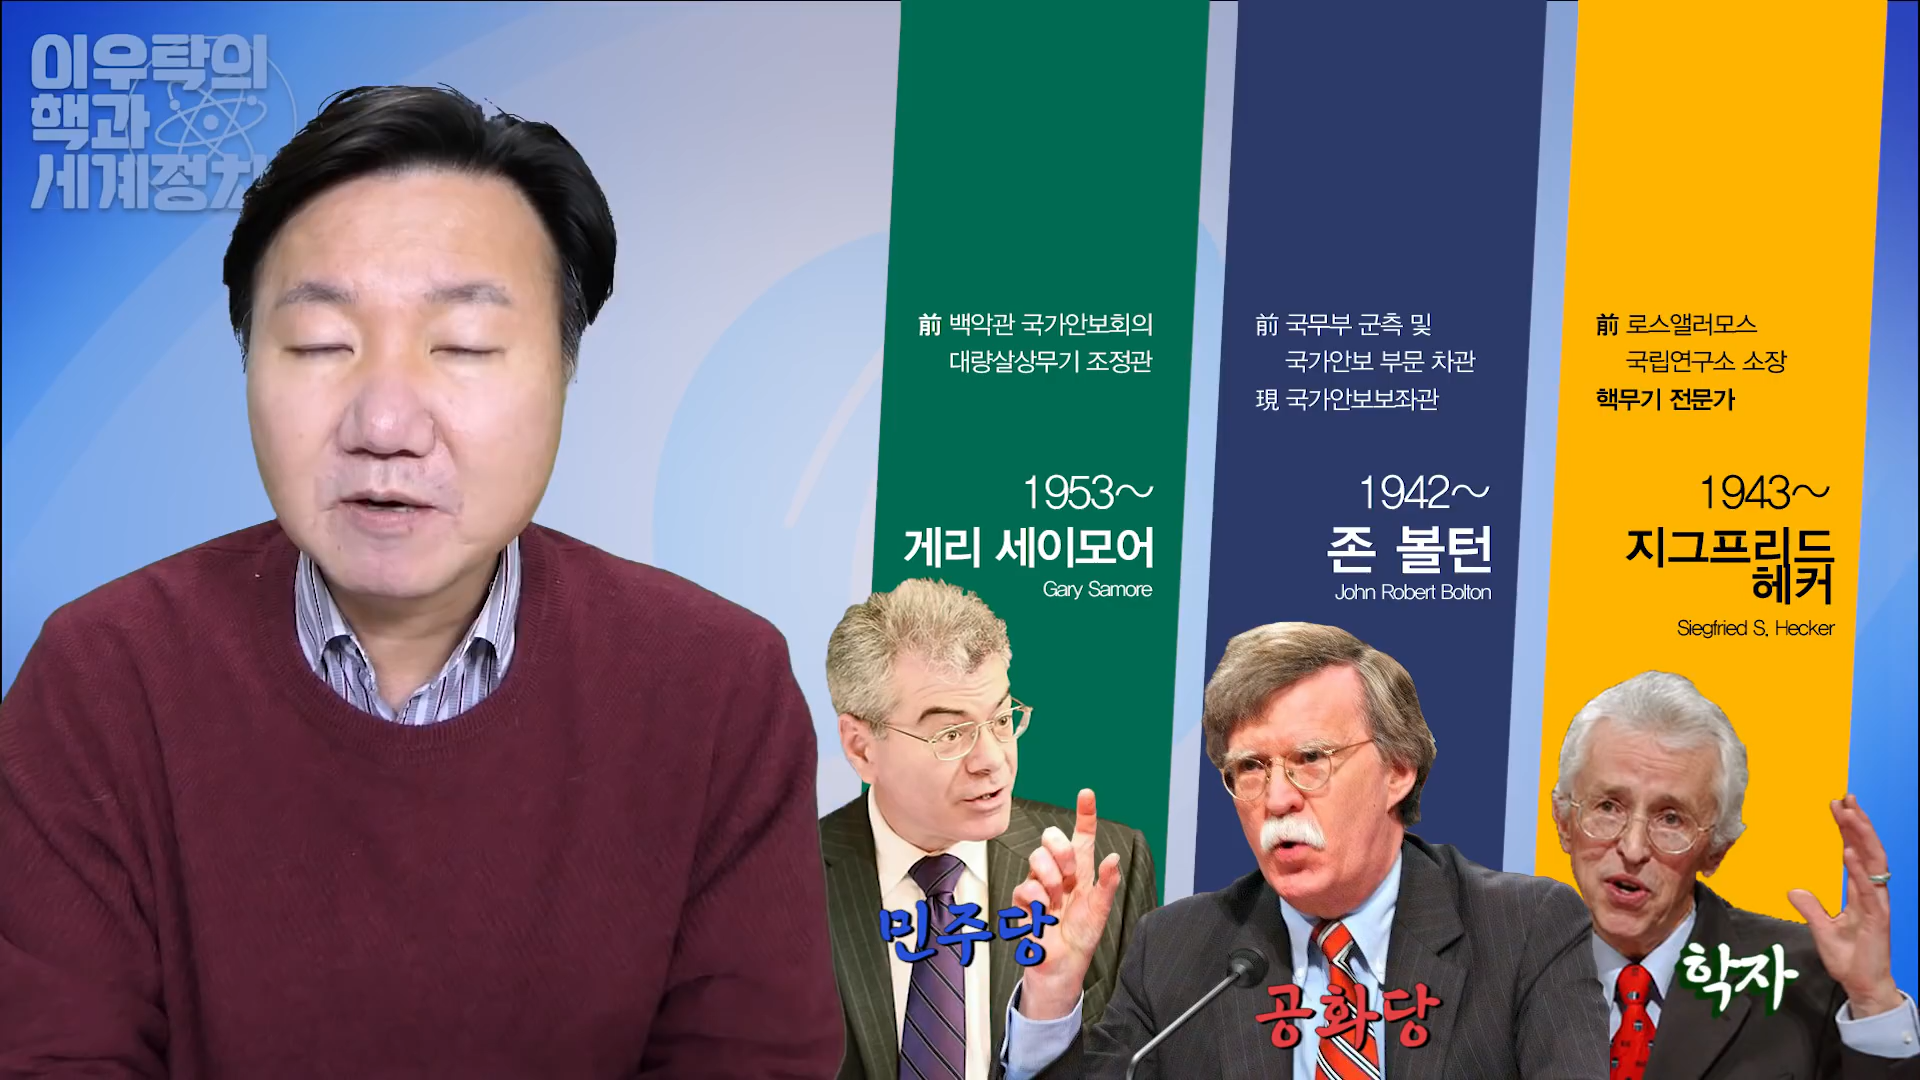 이우탁의
핵과
세계정치
前 백악관 국가안보회의
대량살상무기 조정관
1953~
게리 세이모어
Gary Samore
민주당
前 국무부 군축 및
국가안보 부문 차관
現 국가안보보좌관
1942~
존 볼턴
John Robert Bolton
공화당
前 로스앨러모스
국립연구소 소장
핵무기 전문가
1943~
지그프리드
헤커
Siegfried S. Hecker
학자